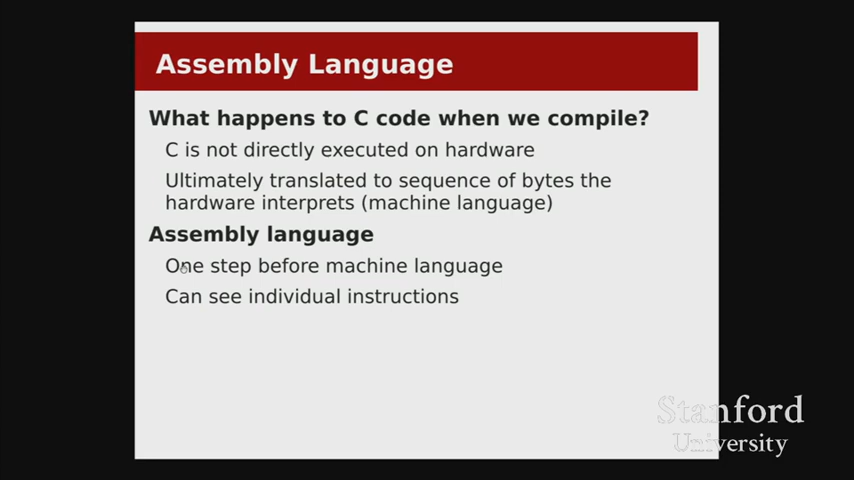 Assembly Language
What happens to C code when we compile?
C is not directly executed on hardware
Ultimately translated to sequence of bytes the
hardware interprets (machine language)
Assembly language
One step before machine language
Can see individual instructions
Stanford
University